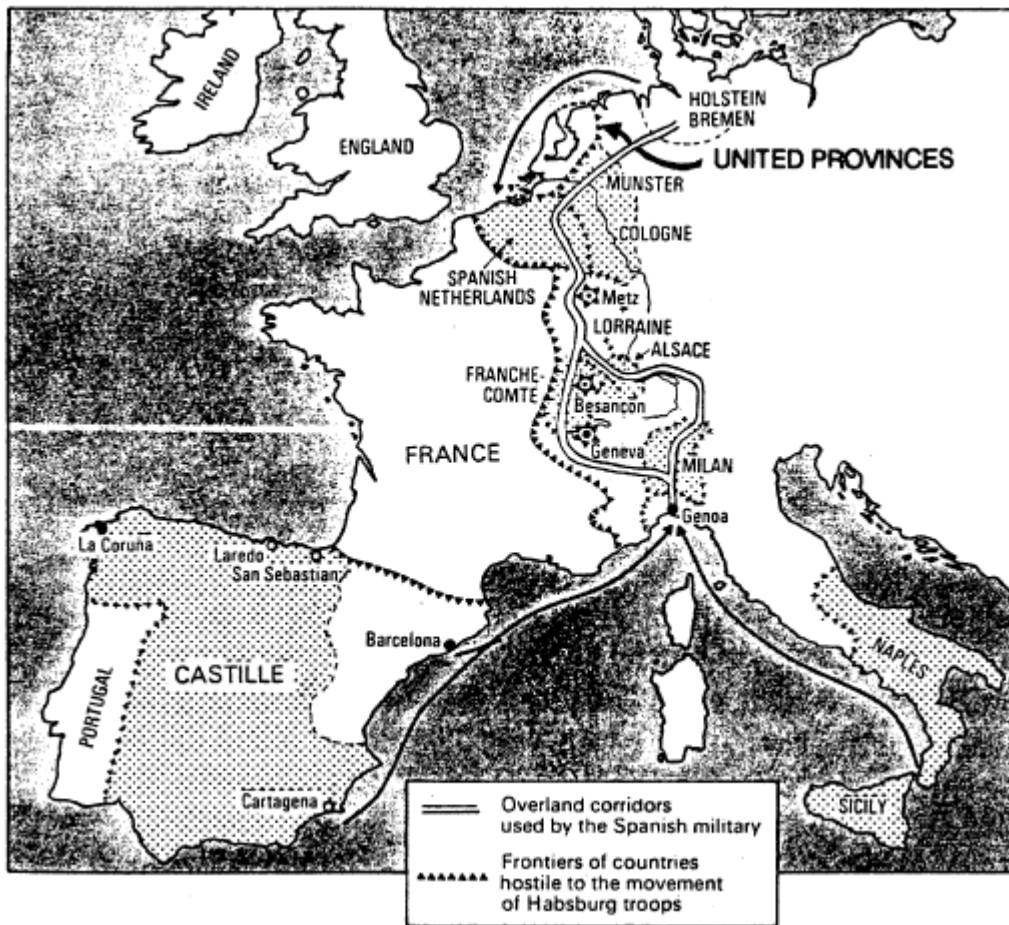 IRELAND
ENGLAND
HOLSTEIN
BREMEN
UNITED PROVINCES
MUNSTER
COLOGNE
SPANISH
NETHERLANDS
Metz
LORRAINE
ALSACE
FRANCHE-
COMTE
Besançon
FRANCE
Geneva
MILAN
Genoa
La Coruña
Laredo
San Sebastian
Barcelona
NAPLES
CASTILLE
PORTUGAL
Cartagena
SICILY
Overland corridors
used by the Spanish military
Frontiers of countries
hostile to the movement
of Habsburg troops